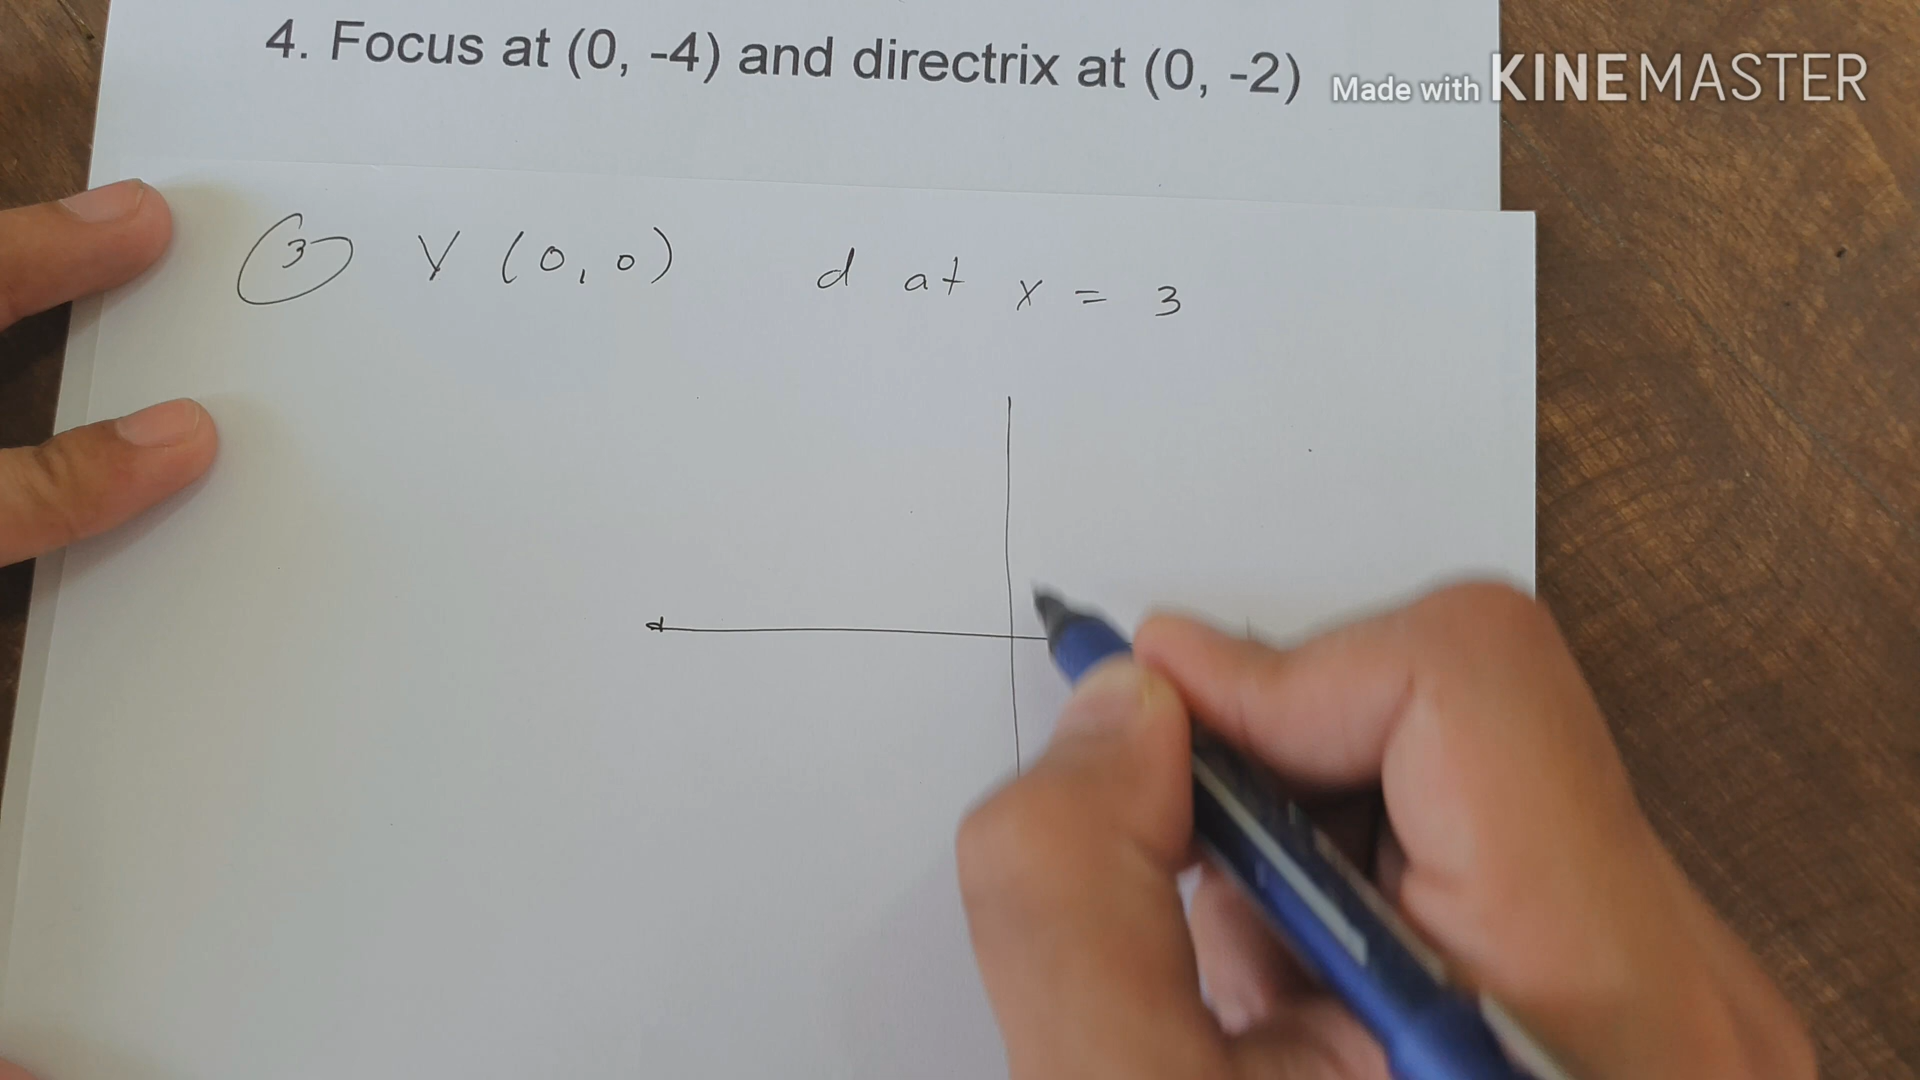 4. Focus at (0, -4) and directrix at (0, -2)
Made with KINEMASTER
3 V (0,0) d at x = 3